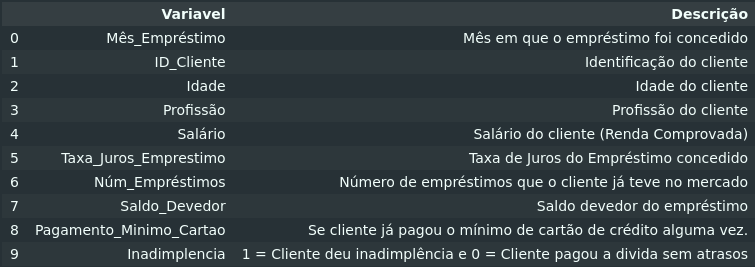 Variavel Descrição
0 Mês_Empréstimo Mês em que o empréstimo foi concedido
1 ID_Cliente Identificação do cliente
2 Idade Idade do cliente
3 Profissão Profissão do cliente
4 Salário Salário do cliente (Renda Comprovada)
5 Taxa_Juros_Emprestimo Taxa de Juros do Empréstimo concedido
6 Núm_Empréstimos Número de empréstimos que o cliente já teve no mercado
7 Saldo_Devedor Saldo devedor do empréstimo
8 Pagamento_Minimo_Cartao Se cliente já pagou o mínimo de cartão de crédito alguma vez.
9 Inadimplencia 1 = Cliente deu inadimplência e 0 = Cliente pagou a divida sem atrasos